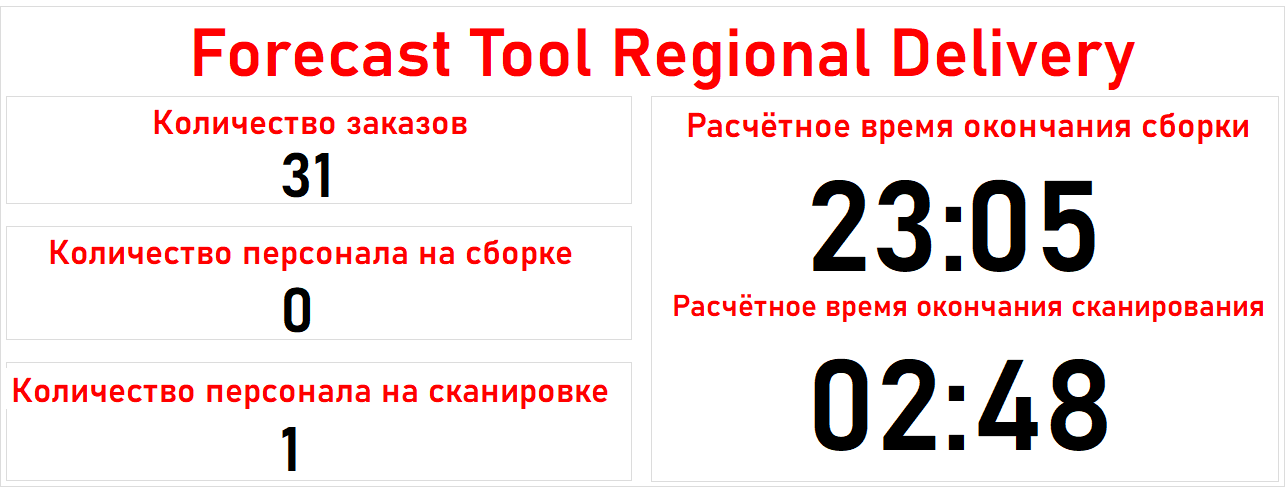 Forecast Tool Regional Delivery
Количество заказов
31
Количество персонала на сборке
0
Количество персонала на сканировке
1
Расчётное время окончания сборки
23:05
Расчётное время окончания сканирования
02:48